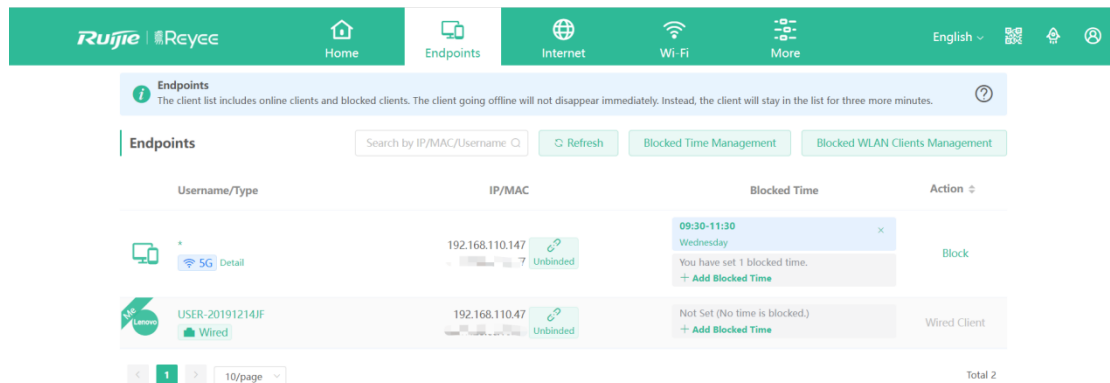 Ruijie Reyee
Home
Endpoints
Internet
Wi-Fi
More
English
Endpoints
The client list includes online clients and blocked clients. The client going offline will not disappear immediately. Instead, the client will stay in the list for three more minutes.
Endpoints
Search by IP/MAC/Username
Refresh
Blocked Time Management
Blocked WLAN Clients Management
Username/Type
IP/MAC
Blocked Time
Action
*
5G Detail
192.168.110.147
7
Unbinded
09:30-11:30
Wednesday
You have set 1 blocked time.
+ Add Blocked Time
Block
Me
Lenovo
USER-20191214JF
Wired
192.168.110.47
Unbinded
Not Set (No time is blocked.)
+ Add Blocked Time
Wired Client
< 1 >
10/page
Total 2